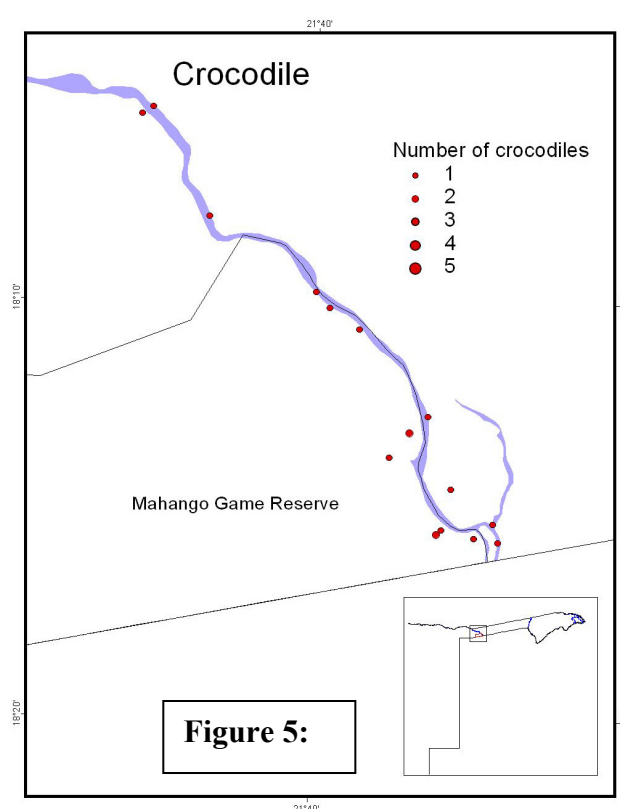 21°40'
Crocodile
Number of crocodiles
1
2
3
4
5
18°10'
Mahango Game Reserve
18°20'
Figure 5:
21°40'